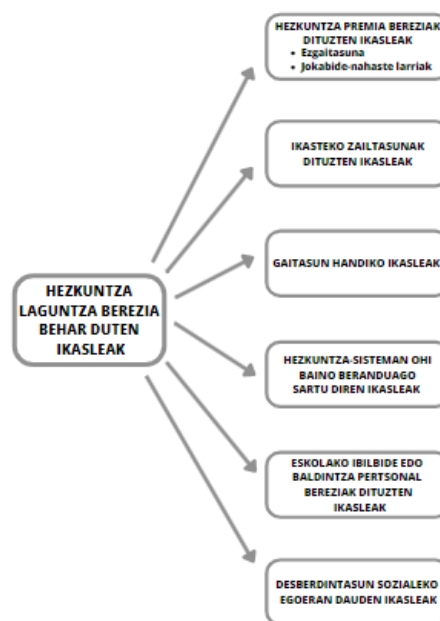 HEZKUNTZA PREMIA BEREZIAK
DITUZTEN IKASLEAK
• Ezgaitasuna
• Jokabide-nahaste larriak
IKASTEKO ZAILTASUNAK
DITUZTEN IKASLEAK
GAITASUN HANDIKO IKASLEAK
HEZKUNTZA
LAGUNTZA BEREZIA
BEHAR DUTEN
IKASLEAK
HEZKUNTZA-SISTEMAN OHI
BAINO BERANDUAGO
SARTU DIREN IKASLEAK
ESKOLAKO IBILBIDE EDO
BALDINTZA PERTSONAL
BEREZIAK DITUZTEN
IKASLEAK
DESBERDINTASUN SOZIALEKO
EGOERAN DAUDEN IKASLEAK